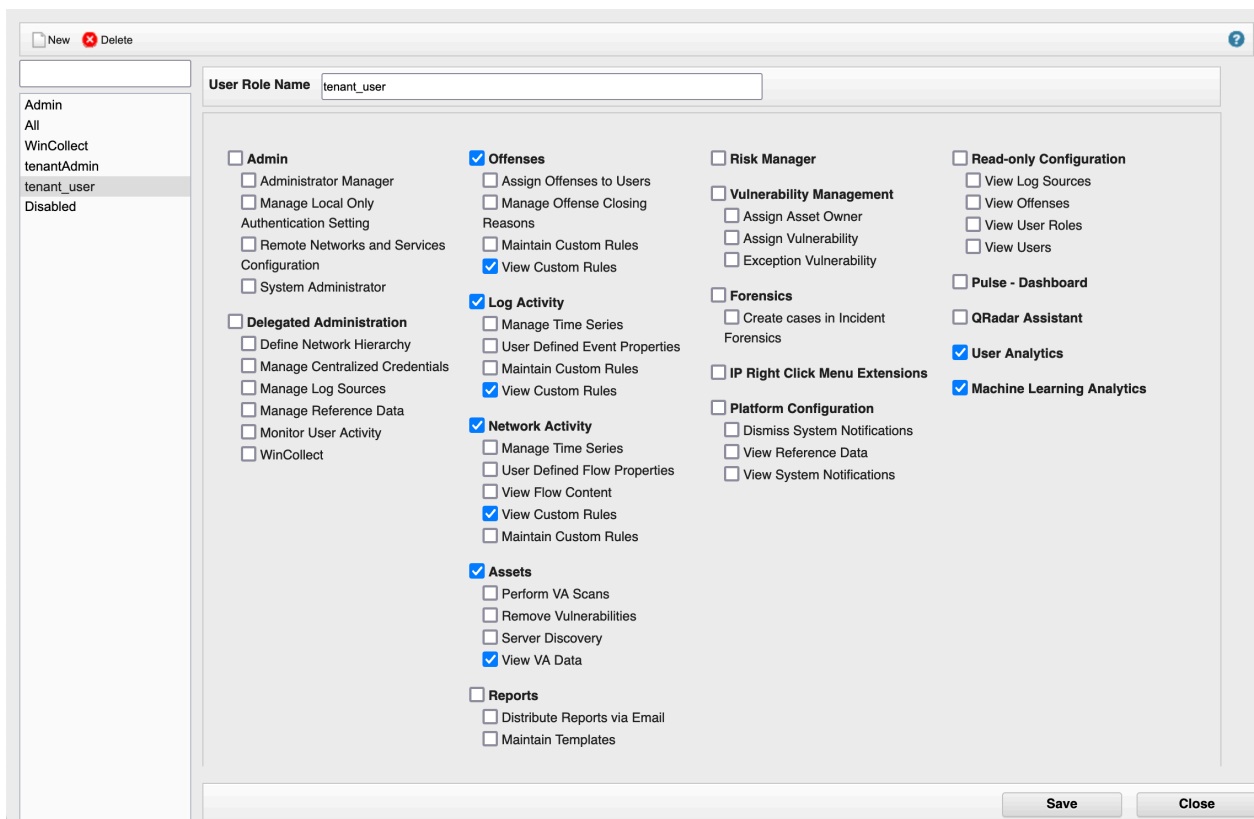 New Delete
User Role Name tenant_user
Admin
All
WinCollect
tenantAdmin
tenant_user
Disabled
Admin
Administrator Manager
Manage Local Only
Authentication Setting
Remote Networks and Services
Configuration
System Administrator
Delegated Administration
Define Network Hierarchy
Manage Centralized Credentials
Manage Log Sources
Manage Reference Data
Monitor User Activity
WinCollect
Offenses
Assign Offenses to Users
Manage Offense Closing
Reasons
Maintain Custom Rules
View Custom Rules
Log Activity
Manage Time Series
User Defined Event Properties
Maintain Custom Rules
View Custom Rules
Network Activity
Manage Time Series
User Defined Flow Properties
View Flow Content
View Custom Rules
Maintain Custom Rules
Assets
Perform VA Scans
Remove Vulnerabilities
Server Discovery
View VA Data
Reports
Distribute Reports via Email
Maintain Templates
Risk Manager
Vulnerability Management
Assign Asset Owner
Assign Vulnerability
Exception Vulnerability
Forensics
Create cases in Incident
Forensics
IP Right Click Menu Extensions
Platform Configuration
Dismiss System Notifications
View Reference Data
View System Notifications
Read-only Configuration
View Log Sources
View Offenses
View User Roles
View Users
Pulse - Dashboard
QRadar Assistant
User Analytics
Machine Learning Analytics
Save Close